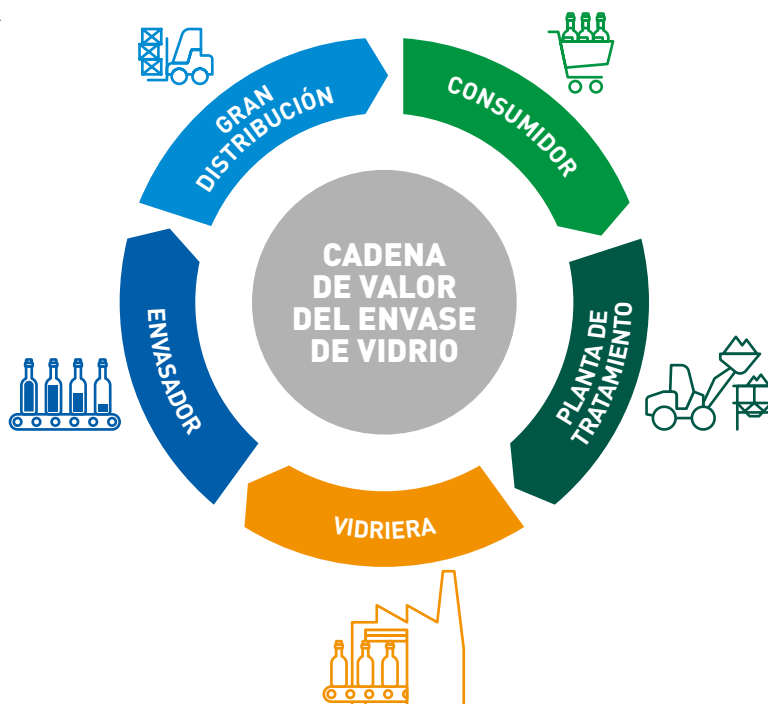 GRAN
DISTRIBUCIÓN
CONSUMIDOR
CADENA
DE VALOR
DEL ENVASE
DE VIDRIO
ENVASADOR
PLANTA DE
TRATAMIENTO
VIDRIERA